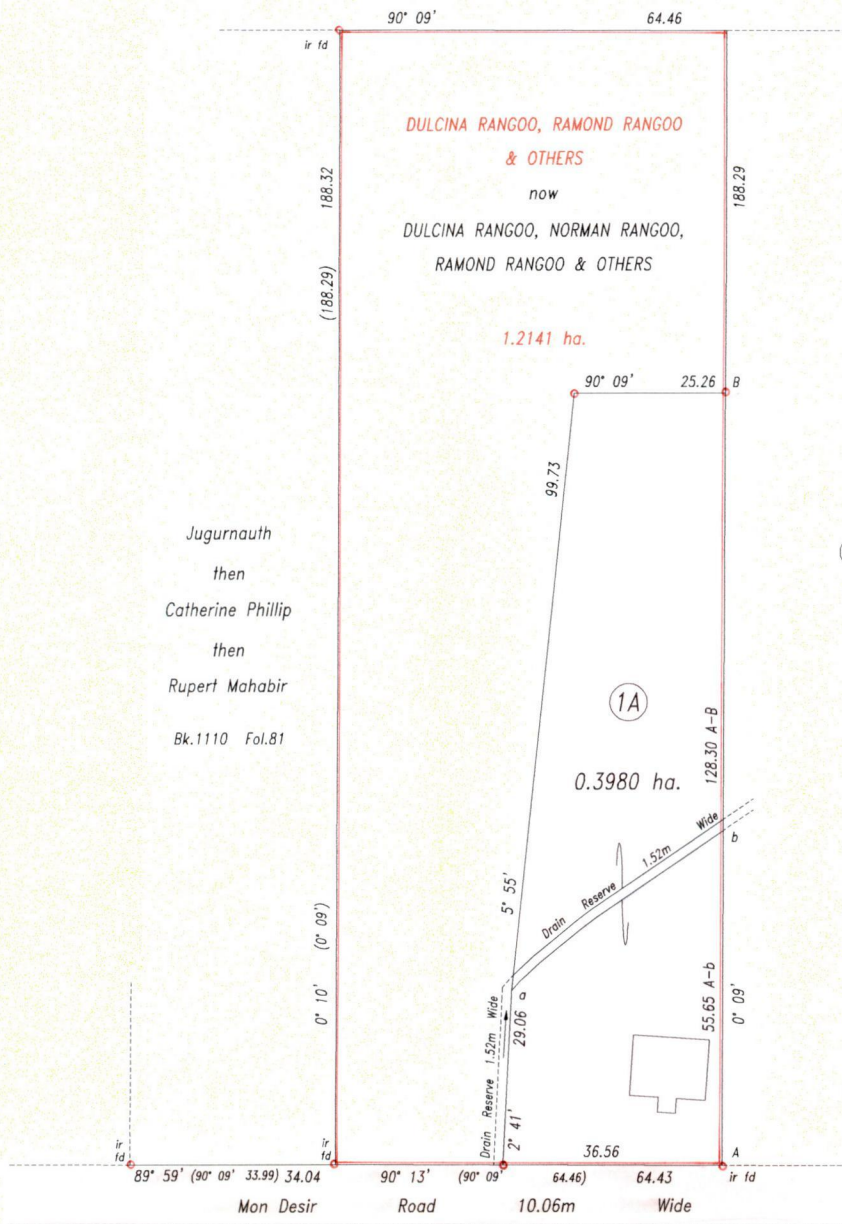 90° 09' 64.46
ir fd
DULCINA RANGOO, RAMOND RANGOO
& OTHERS
now
DULCINA RANGOO, NORMAN RANGOO,
RAMOND RANGOO & OTHERS
1.2141 ha.
188.32
(188.29)
188.29
90° 09' 25.26 B
99.73
Jugurnauth
then
Catherine Phillip
then
Rupert Mahabir
Bk.1110 Fol.81
1A
0.3980 ha.
128.30 A-B
Drain Reserve 1.52m Wide
b
5° 55'
(0° 09')
0° 10'
a
29.06
2° 41'
Drain Reserve 1.52m Wide
55.65 A-b
0° 09'
ir
fd
ir
fd
36.56
A
ir fd
89° 59' (90° 09' 33.99) 34.04
90° 13' (90° 09' 64.46) 64.43
Mon Desir Road 10.06m Wide
(